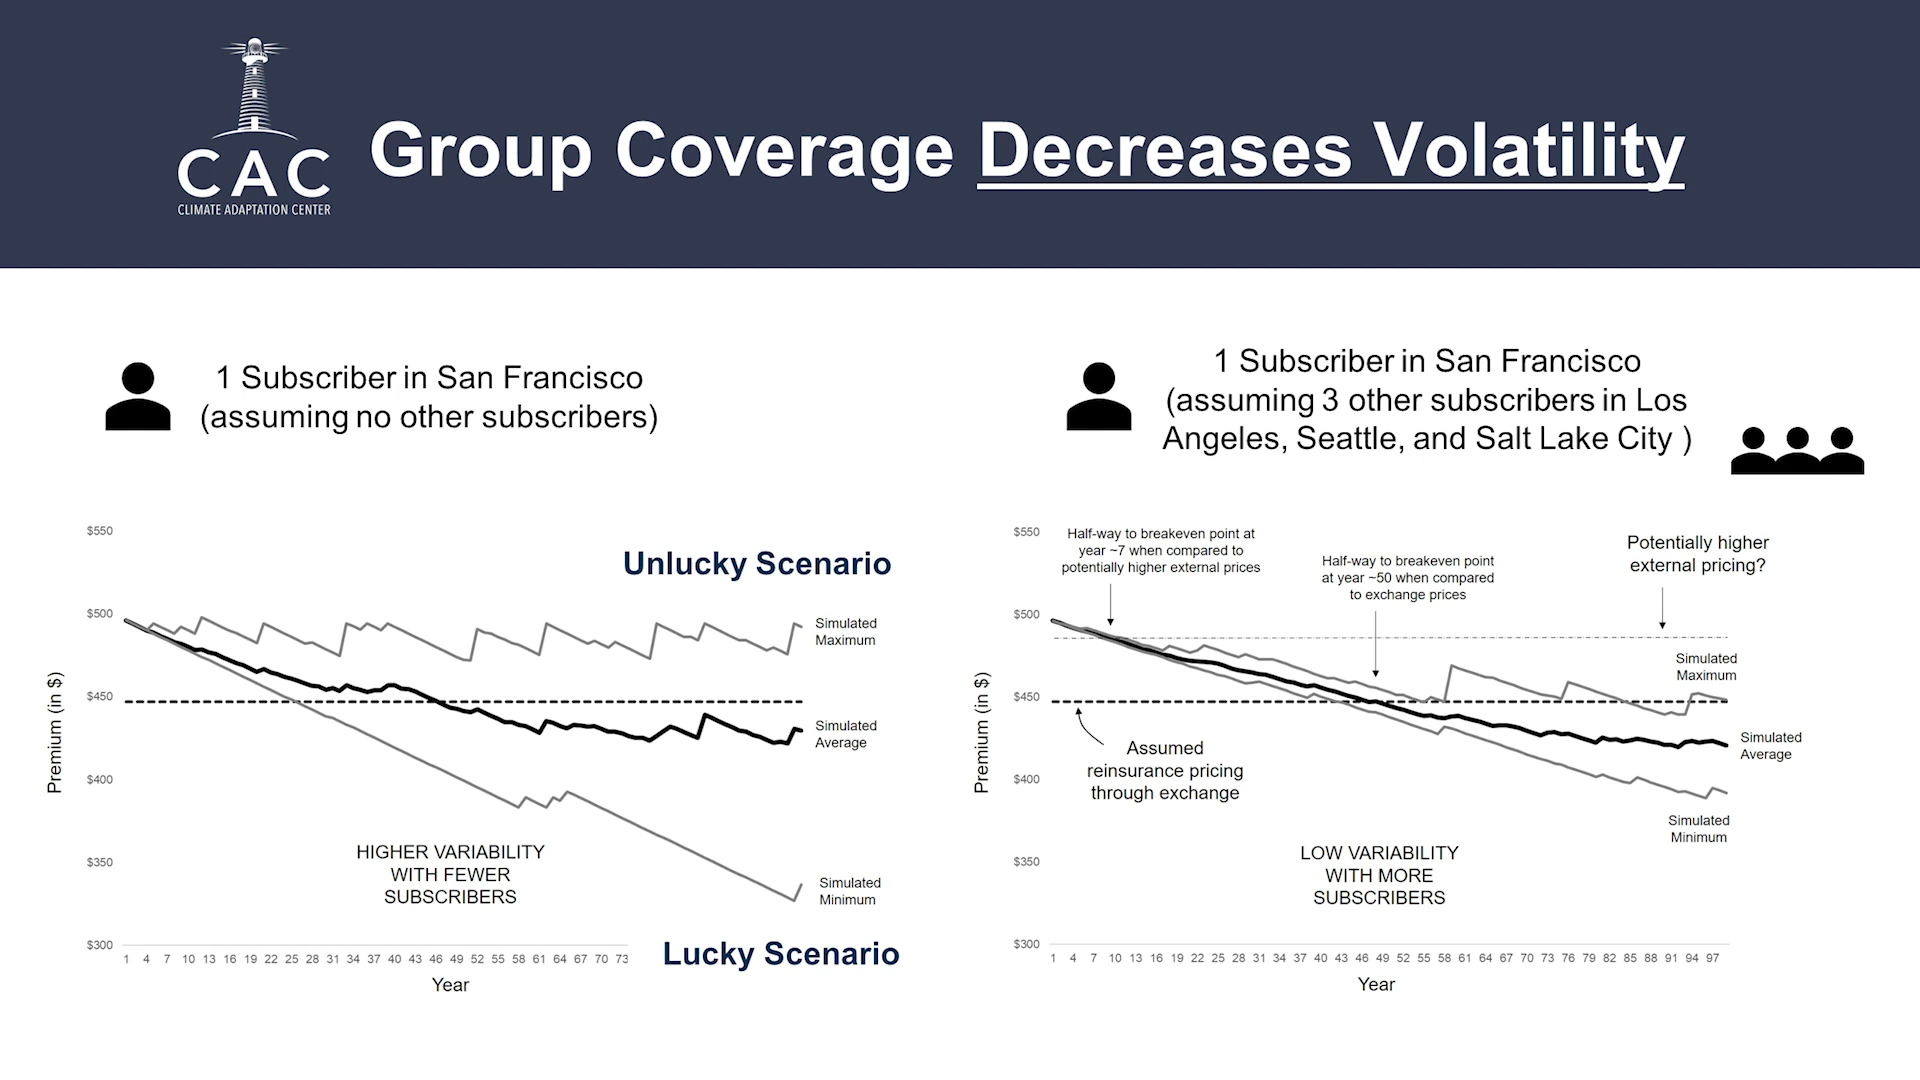 CAC
CLIMATE ADAPTATION CENTER
Group Coverage Decreases Volatility
1 Subscriber in San Francisco
(assuming no other subscribers)
$550
$500
$450
$400
$350
$300
Premium (in $)
Unlucky Scenario
Simulated
Maximum
Simulated
Average
Simulated
Minimum
HIGHER VARIABILITY
WITH FEWER
SUBSCRIBERS
Lucky Scenario
1 4 7 10 13 16 19 22 25 28 31 34 37 40 43 46 49 52 55 58 61 64 67 70 73
Year
1 Subscriber in San Francisco
(assuming 3 other subscribers in Los
Angeles, Seattle, and Salt Lake City )
$550
$500
$450
$400
$350
$300
Premium (in $)
Half-way to breakeven point at
year ~7 when compared to
potentially higher external prices
Half-way to breakeven point
at year ~50 when compared
to exchange prices
Potentially higher
external pricing?
Simulated
Maximum
Simulated
Average
Simulated
Minimum
Assumed
reinsurance pricing
through exchange
LOW VARIABILITY
WITH MORE
SUBSCRIBERS
1 4 7 10 13 16 19 22 25 28 31 34 37 40 43 46 49 52 55 58 61 64 67 70 73 76 79 82 85 88 91 94 97
Year